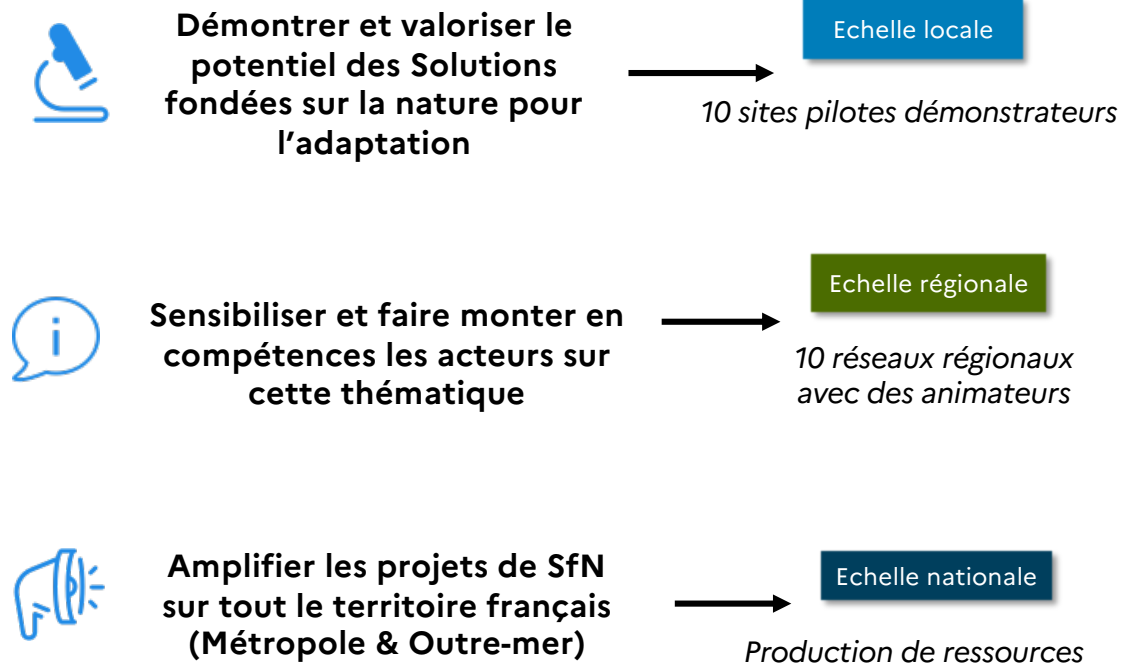 Démontrer et valoriser le
potentiel des Solutions
fondées sur la nature pour
l'adaptation
Echelle locale
10 sites pilotes démonstrateurs
i
Sensibiliser et faire monter en
compétences les acteurs sur
cette thématique
Echelle régionale
10 réseaux régionaux
avec des animateurs
Amplifier les projets de SfN
sur tout le territoire français
(Métropole & Outre-mer)
Echelle nationale
Production de ressources